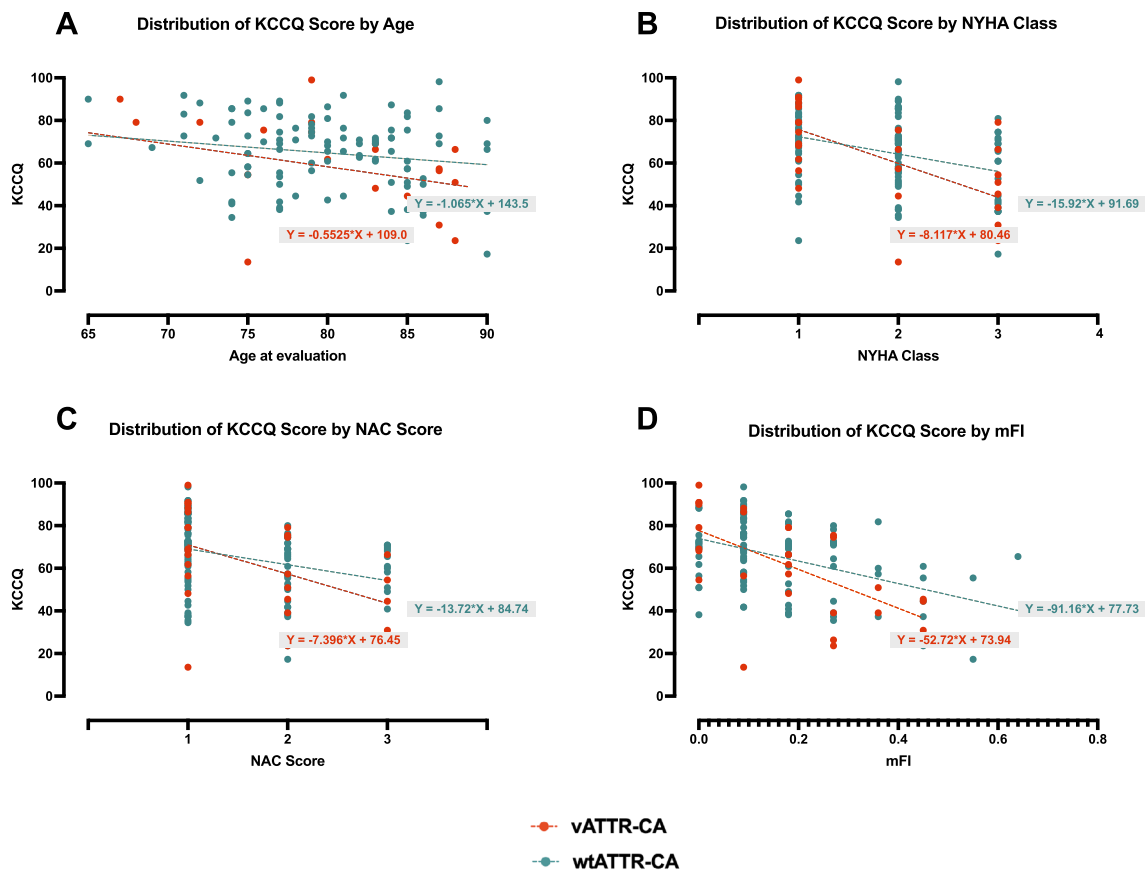 A
Distribution of KCCQ Score by Age
100
80
60
40
20
0
KCCQ
Y = -1.065*X + 143.5
Y = -0.5525*X + 109.0
65 70 75 80 85 90
Age at evaluation
B
Distribution of KCCQ Score by NYHA Class
100
80
60
40
20
0
KCCQ
Y = -15.92*X + 91.69
Y = -8.117*X + 80.46
1 2 3 4
NYHA Class
C
Distribution of KCCQ Score by NAC Score
100
80
60
40
20
0
KCCQ
Y = -13.72*X + 84.74
Y = -7.396*X + 76.45
1 2 3
NAC Score
D
Distribution of KCCQ Score by mFI
100
80
60
40
20
0
KCCQ
Y = -91.16*X + 77.73
Y = -52.72*X + 73.94
0.0 0.2 0.4 0.6 0.8
mFI
vATTR-CA
wtATTR-CA